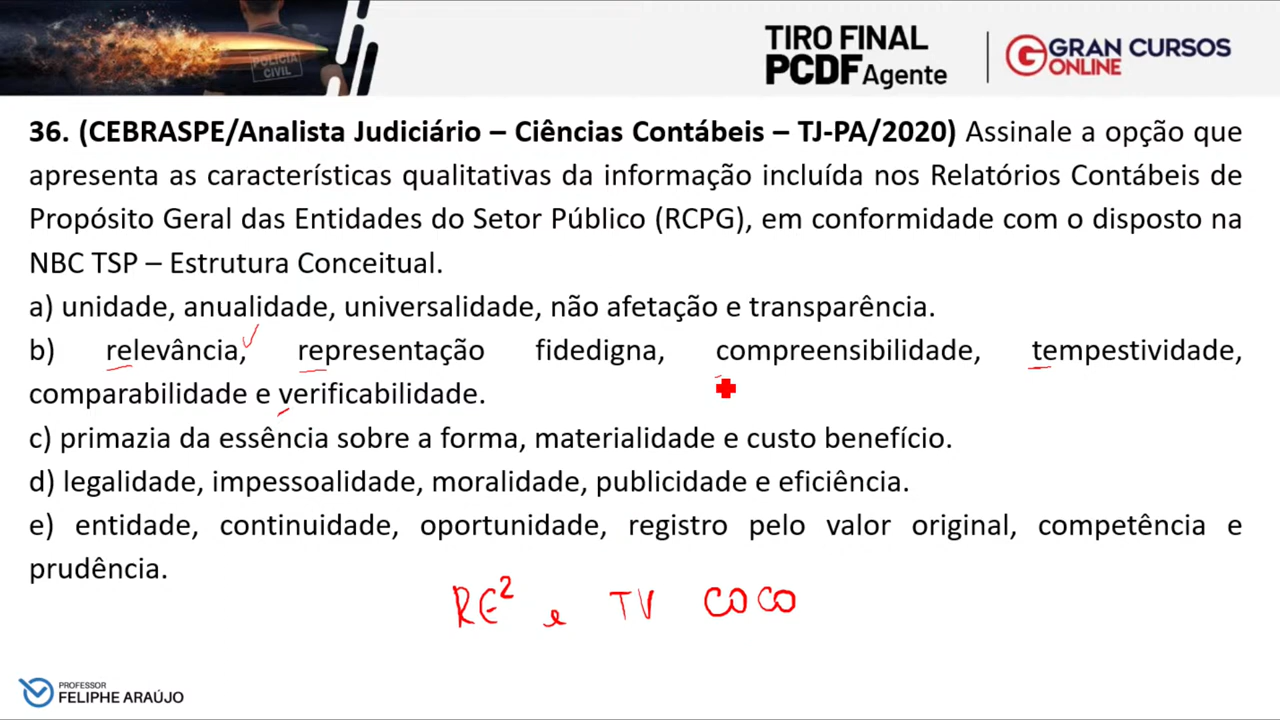 POLÍCIA
CIVIL
TIRO FINAL
PCDF Agente
GRAN CURSOS
ONLINE
36. (CEBRASPE/Analista Judiciário – Ciências Contábeis – TJ-PA/2020) Assinale a opção que
apresenta as características qualitativas da informação incluída nos Relatórios Contábeis de
Propósito Geral das Entidades do Setor Público (RCPG), em conformidade com o disposto na
NBC TSP – Estrutura Conceitual.
a) unidade, anualidade, universalidade, não afetação e transparência.
b) relevância, representação fidedigna, compreensibilidade, tempestividade,
comparabilidade e verificabilidade.
c) primazia da essência sobre a forma, materialidade e custo benefício.
d) legalidade, impessoalidade, moralidade, publicidade e eficiência.
e) entidade, continuidade, oportunidade, registro pelo valor original, competência e
prudência.
RE² e TV COCO
PROFESSOR
FELIPHE ARAÚJO